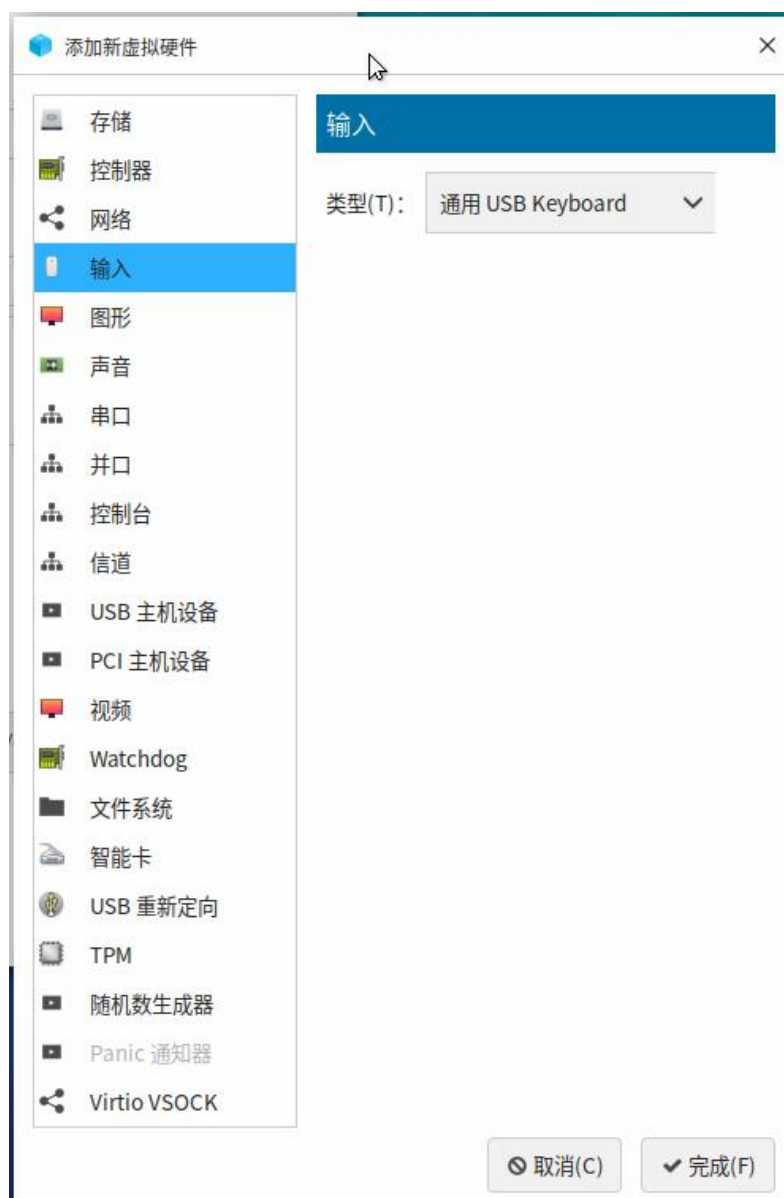 添加新虚拟硬件
存储
控制器
网络
输入
图形
声音
串口
并口
控制台
信道
USB 主机设备
PCI 主机设备
视频
Watchdog
文件系统
智能卡
USB 重新定向
TPM
随机数生成器
Panic 通知器
Virtio VSOCK
输入
类型(T)： 通用 USB Keyboard
取消(C) 完成(F)